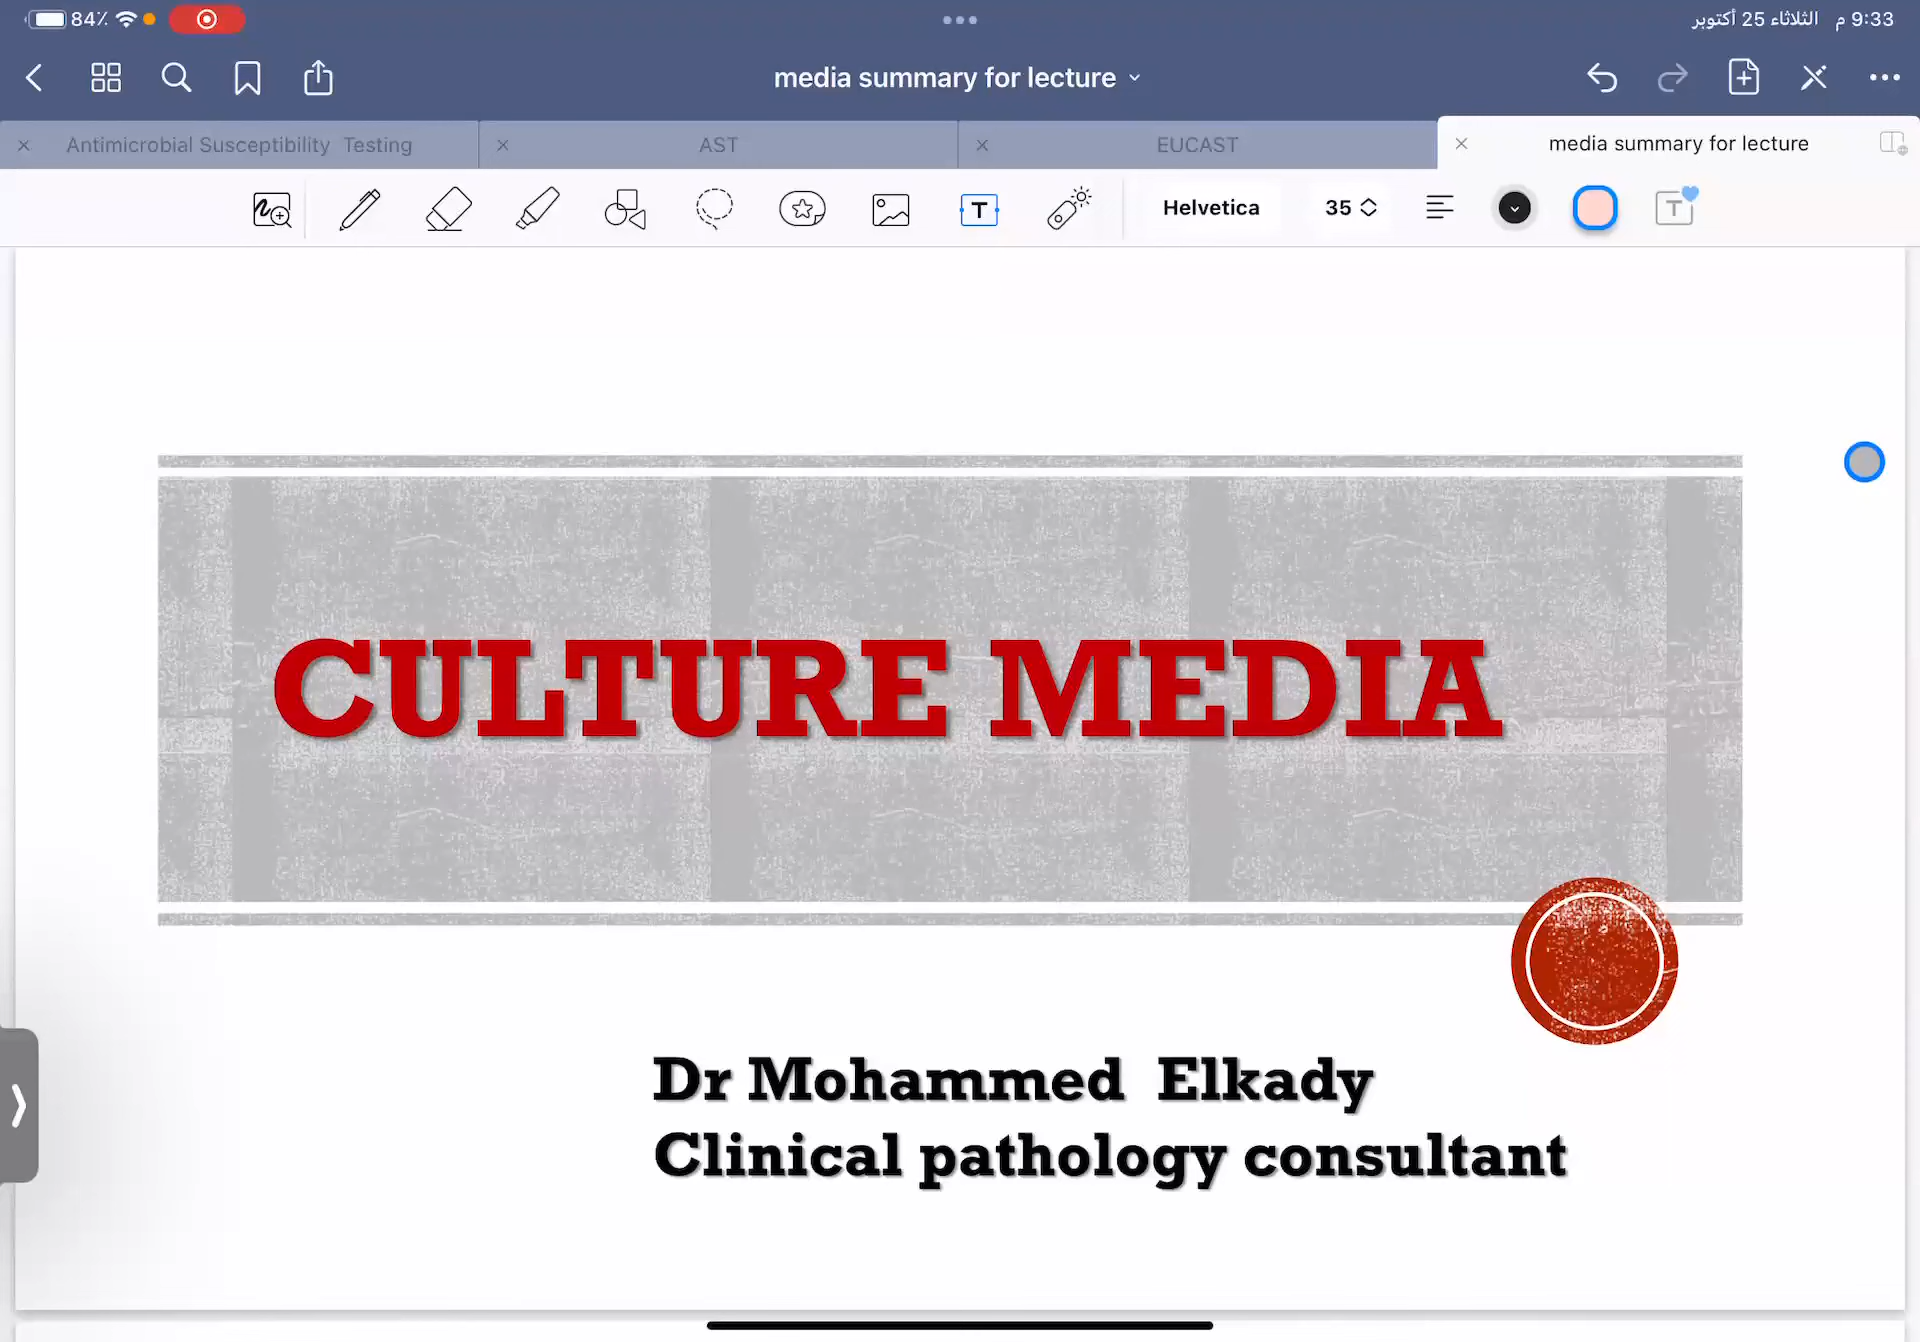 84٪ 9:33 م الثلاثاء 25 أكتوبر
media summary for lecture
Antimicrobial Susceptibility Testing
AST
EUCAST
media summary for lecture
T
Helvetica
35
T
CULTURE MEDIA
Dr Mohammed Elkady
Clinical pathology consultant